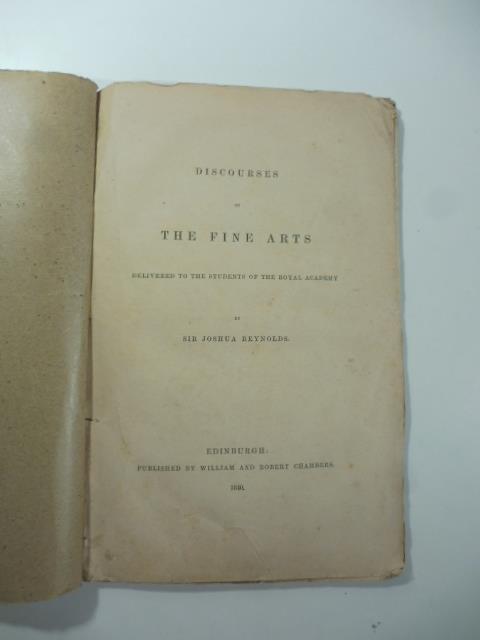 DISCOURSES
ON
THE FINE ARTS
DELIVERED TO THE STUDENTS OF THE ROYAL ACADEMY
BY
SIR JOSHUA REYNOLDS.
EDINBURGH:
PUBLISHED BY WILLIAM AND ROBERT CHAMBERS.